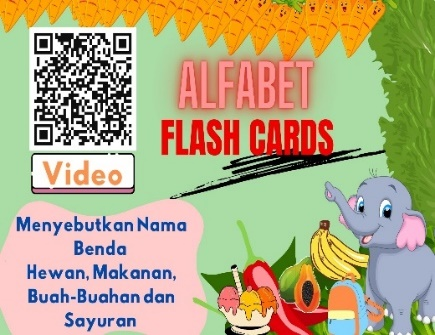 ALFABET
FLASH CARDS
Video
Menyebutkan Nama
Benda
Hewan, Makanan,
Buah-Buahan dan
Sayuran